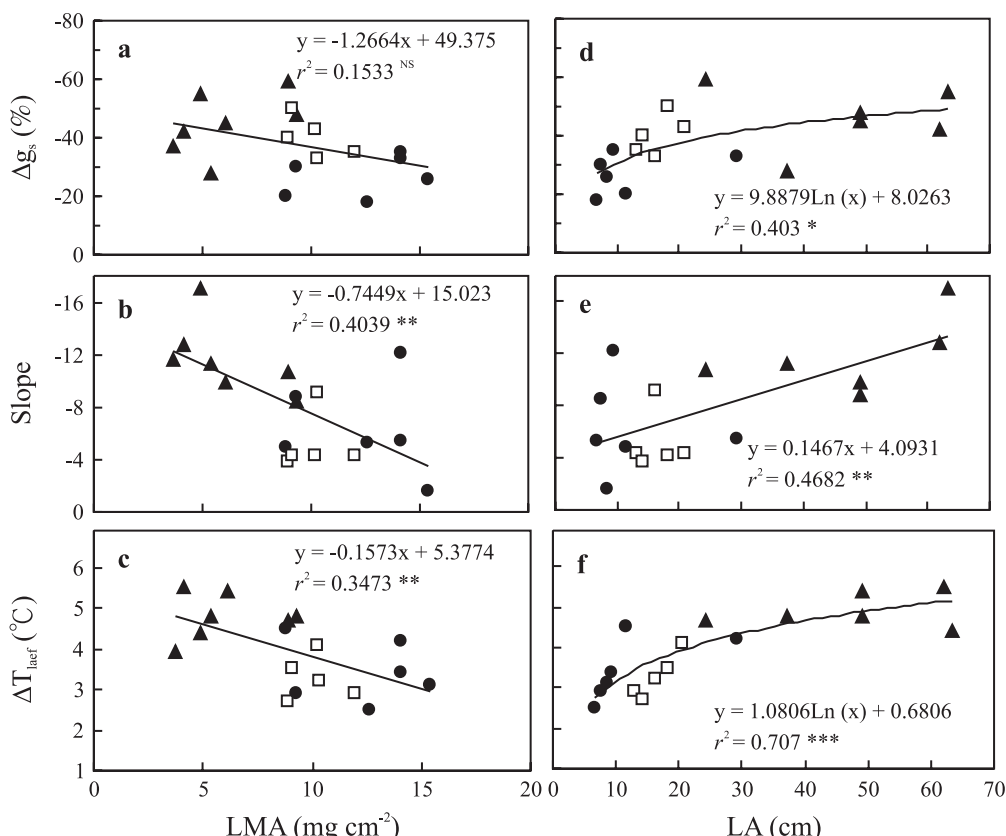 -80
-60
-40
-20
0
Δgs (%)
a
y = -1.2664x + 49.375
r² = 0.1533 NS
d
y = 9.8879Ln (x) + 8.0263
r² = 0.403 *
-16
-12
-8
-4
0
Slope
b
y = -0.7449x + 15.023
r² = 0.4039 **
e
y = 0.1467x + 4.0931
r² = 0.4682 **
6
5
4
3
2
1
ΔTlaef (°C)
c
y = -0.1573x + 5.3774
r² = 0.3473 **
f
y = 1.0806Ln (x) + 0.6806
r² = 0.707 ***
0 5 10 15 20
0 10 20 30 40 50 60 70
LMA (mg cm⁻²)
LA (cm)